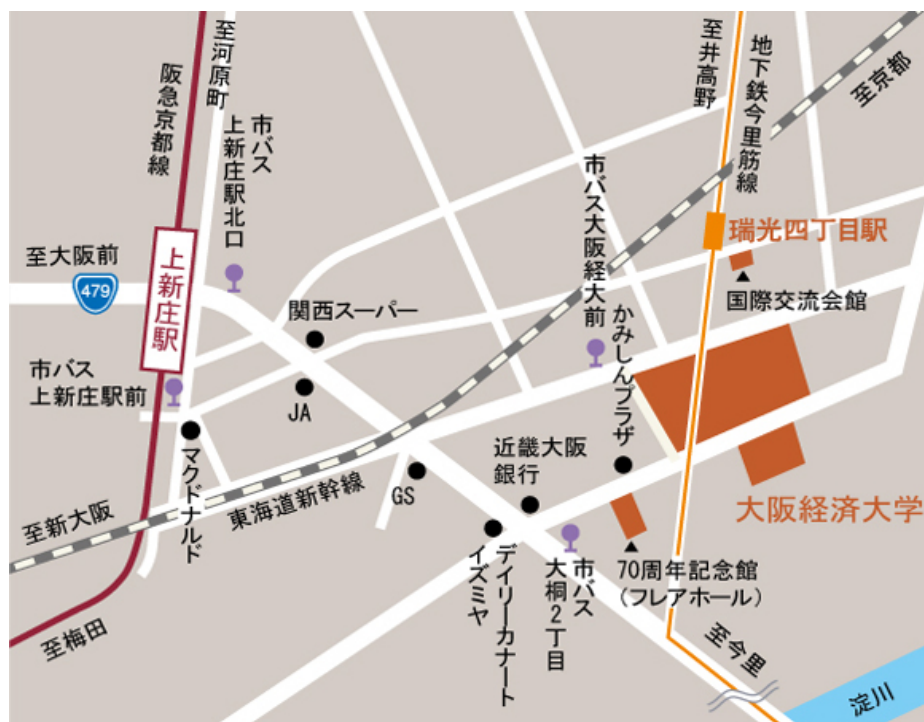 至河原町
阪急京都線
至井高野
地下鉄今里筋線
至京都
市バス
上新庄駅北口
市バス大阪経大前
瑞光四丁目駅
国際交流会館
至大阪前
479
上新庄駅
関西スーパー
かみしんプラザ
市バス
上新庄駅前
JA
マクドナルド
近畿大阪
銀行
GS
大阪経済大学
東海道新幹線
至新大阪
デイリーカナート
イズミヤ
市バス
大桐2丁目
70周年記念館
(フレアホール)
至梅田
至今里
淀川